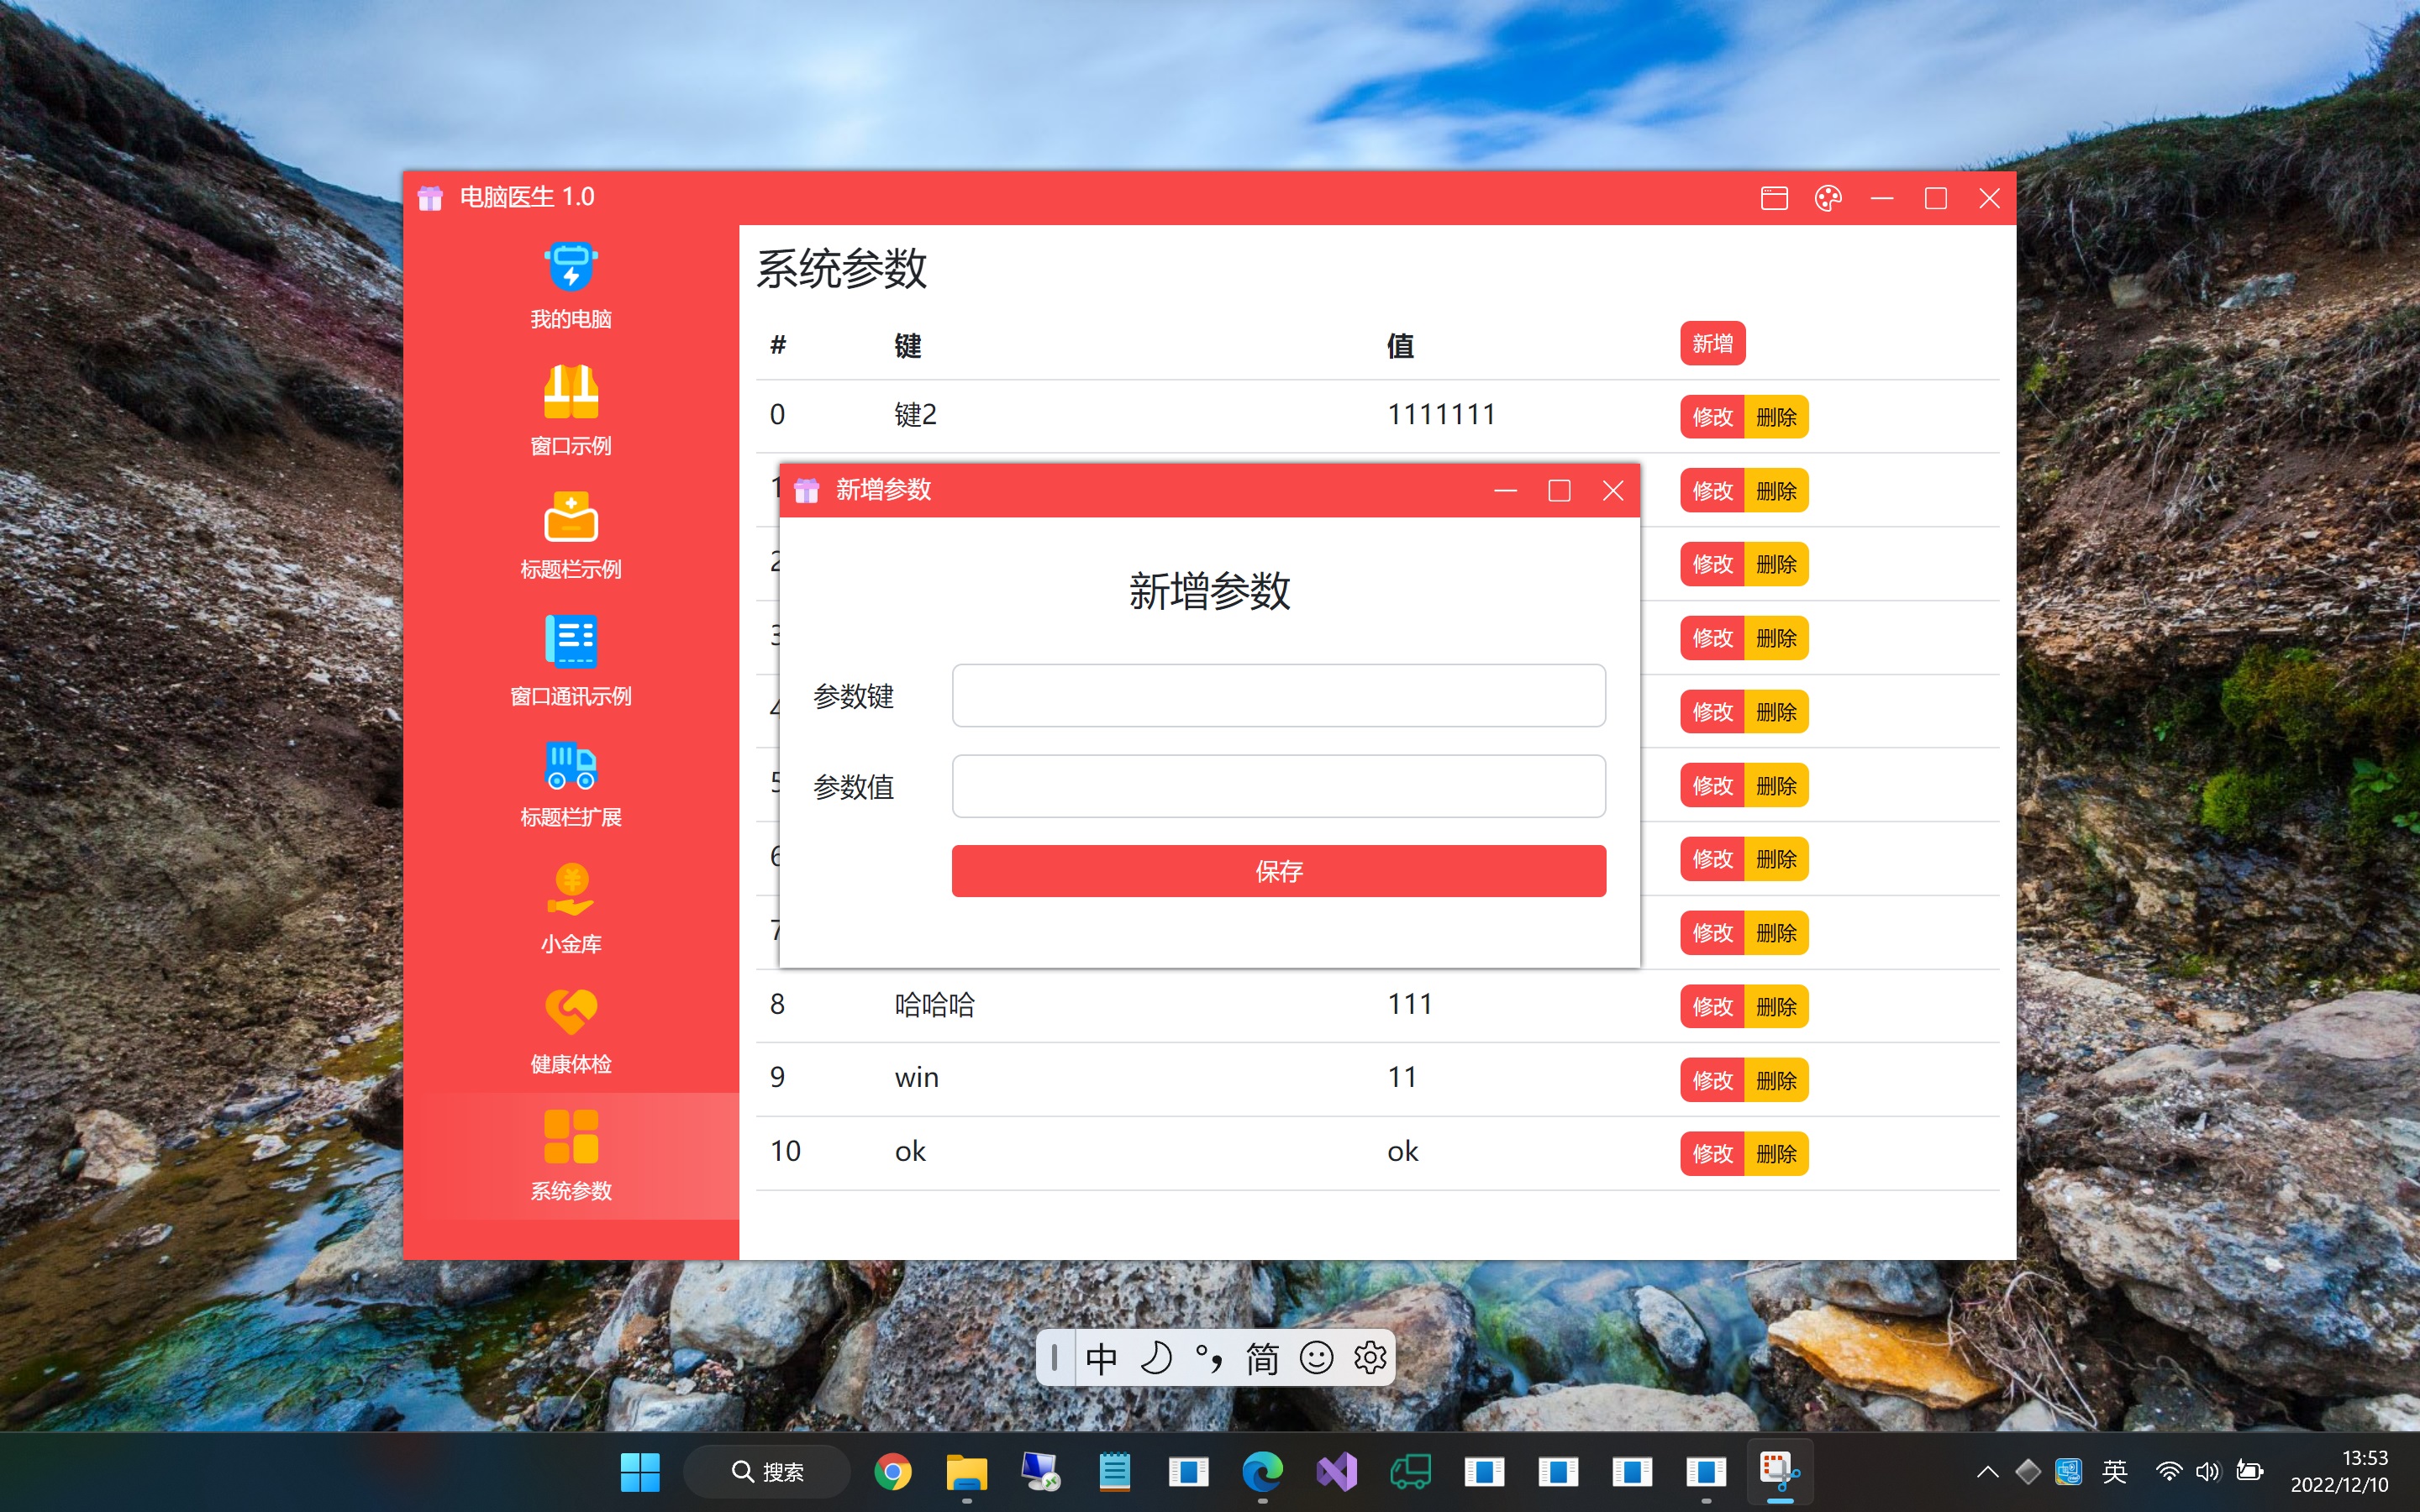 电脑医生 1.0
我的电脑
窗口示例
标题栏示例
窗口通讯示例
标题栏扩展
小金库
健康体检
系统参数
系统参数
# 键 值 新增
0 键2 1111111 修改 删除
1 修改 删除
2 修改 删除
3 修改 删除
4 修改 删除
5 修改 删除
6 修改 删除
7 修改 删除
8 哈哈哈 111 修改 删除
9 win 11 修改 删除
10 ok ok 修改 删除
新增参数
新增参数
参数键
参数值
保存
中 简
搜索
英
13:53
2022/12/10